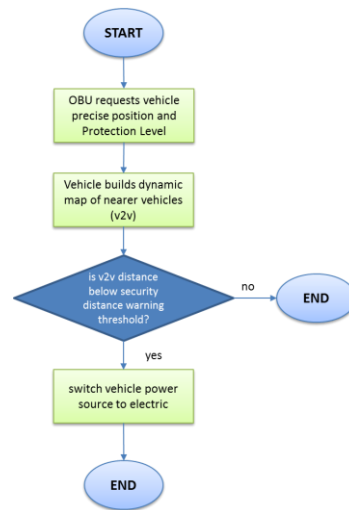 START
OBU requests vehicle
precise position and
Protection Level
Vehicle builds dynamic
map of nearer vehicles
(v2v)
is v2v distance
below security
distance warning
threshold?
no
END
yes
switch vehicle power
source to electric
END